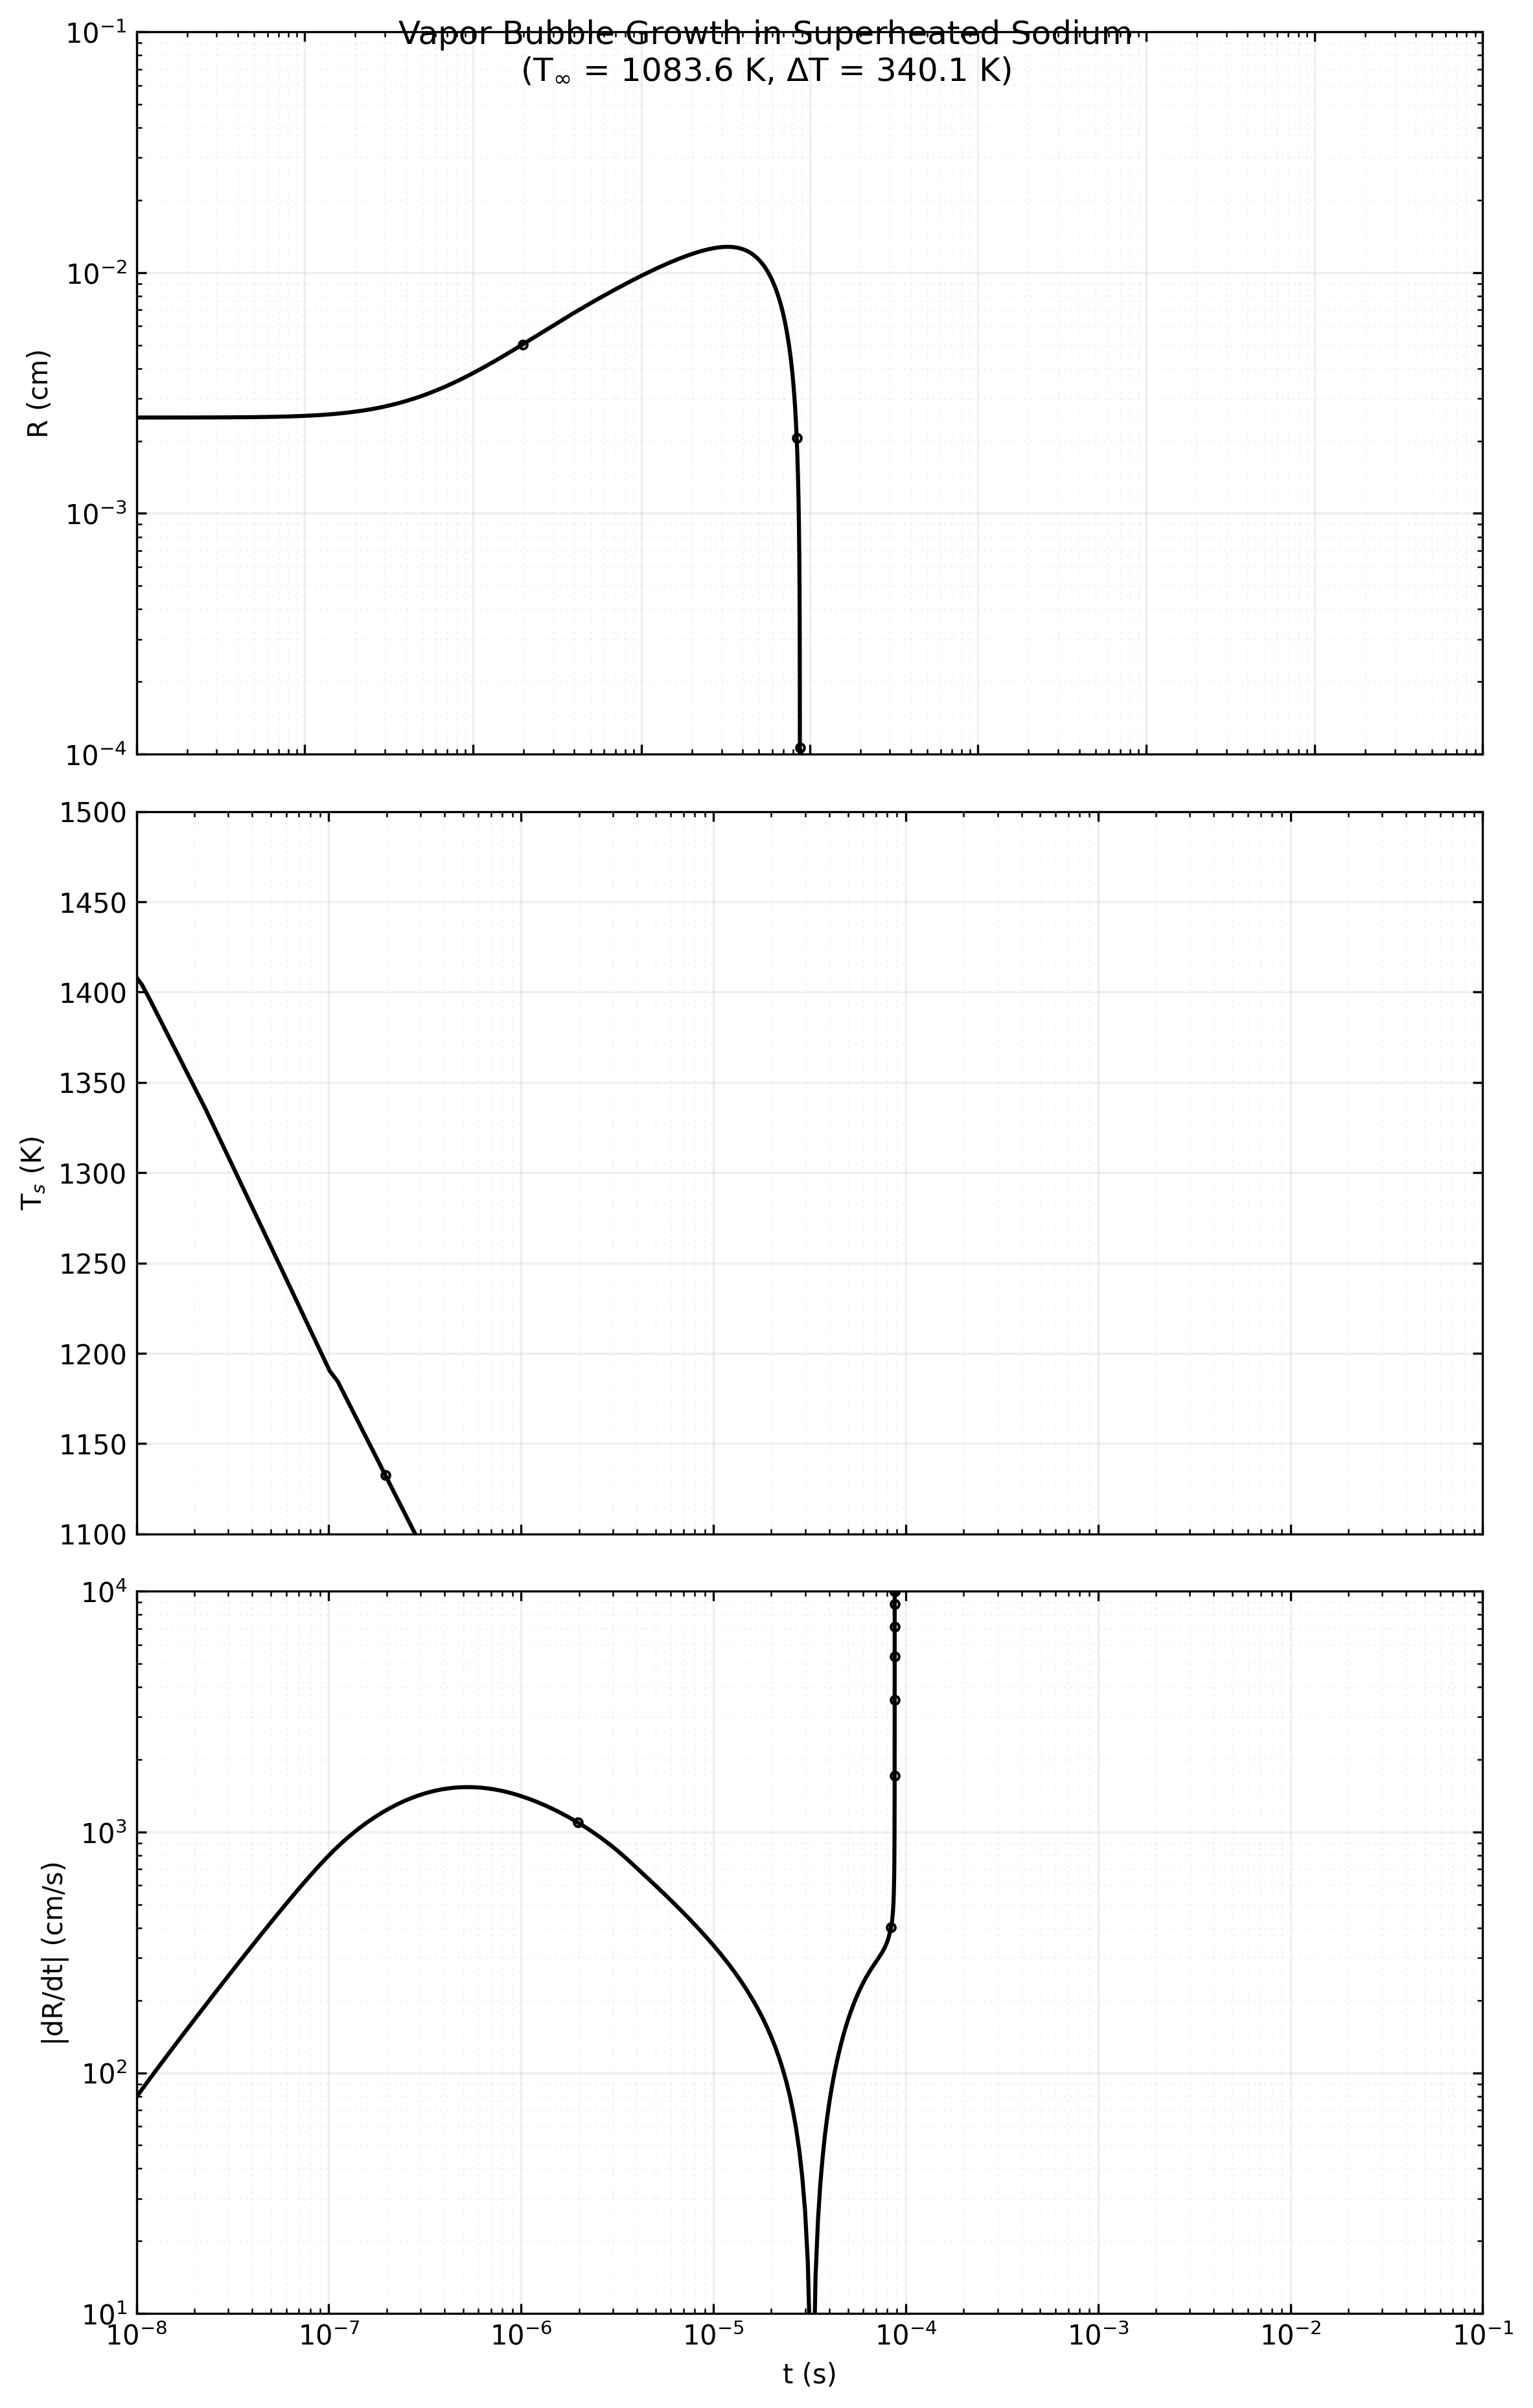 Vapor Bubble Growth in Superheated Sodium
(T∞ = 1083.6 K, ΔT = 340.1 K)
10⁻¹
10⁻²
10⁻³
10⁻⁴
R (cm)
1500
1450
1400
1350
1300
1250
1200
1150
1100
Tₛ (K)
10⁴
10³
10²
10¹
|dR/dt| (cm/s)
10⁻⁸ 10⁻⁷ 10⁻⁶ 10⁻⁵ 10⁻⁴ 10⁻³ 10⁻² 10⁻¹
t (s)